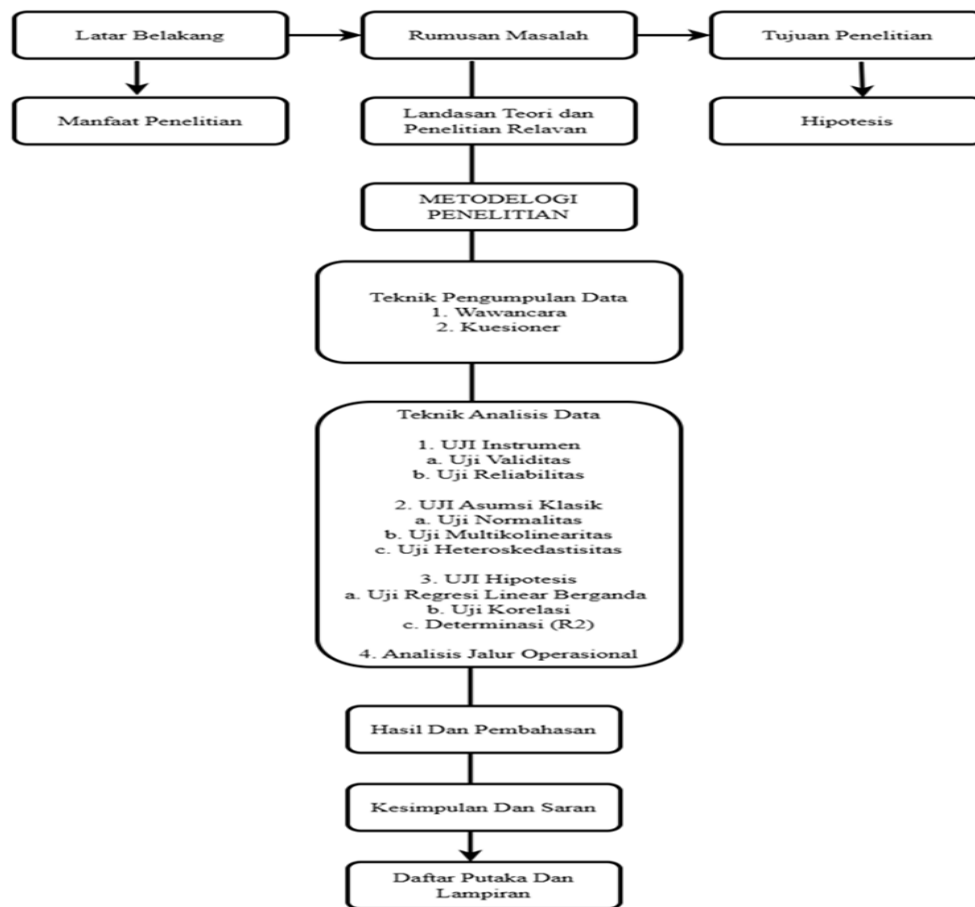 Latar Belakang
Rumusan Masalah
Tujuan Penelitian
Manfaat Penelitian
Landasan Teori dan
Penelitian Relavan
Hipotesis
METODELOGI
PENELITIAN
Teknik Pengumpulan Data
1. Wawancara
2. Kuesioner
Teknik Analisis Data
1. UJI Instrumen
a. Uji Validitas
b. Uji Reliabilitas
2. UJI Asumsi Klasik
a. Uji Normalitas
b. Uji Multikolinearitas
c. Uji Heteroskedastisitas
3. UJI Hipotesis
a. Uji Regresi Linear Berganda
b. Uji Korelasi
c. Determinasi (R2)
4. Analisis Jalur Operasional
Hasil Dan Pembahasan
Kesimpulan Dan Saran
Daftar Putaka Dan
Lampiran